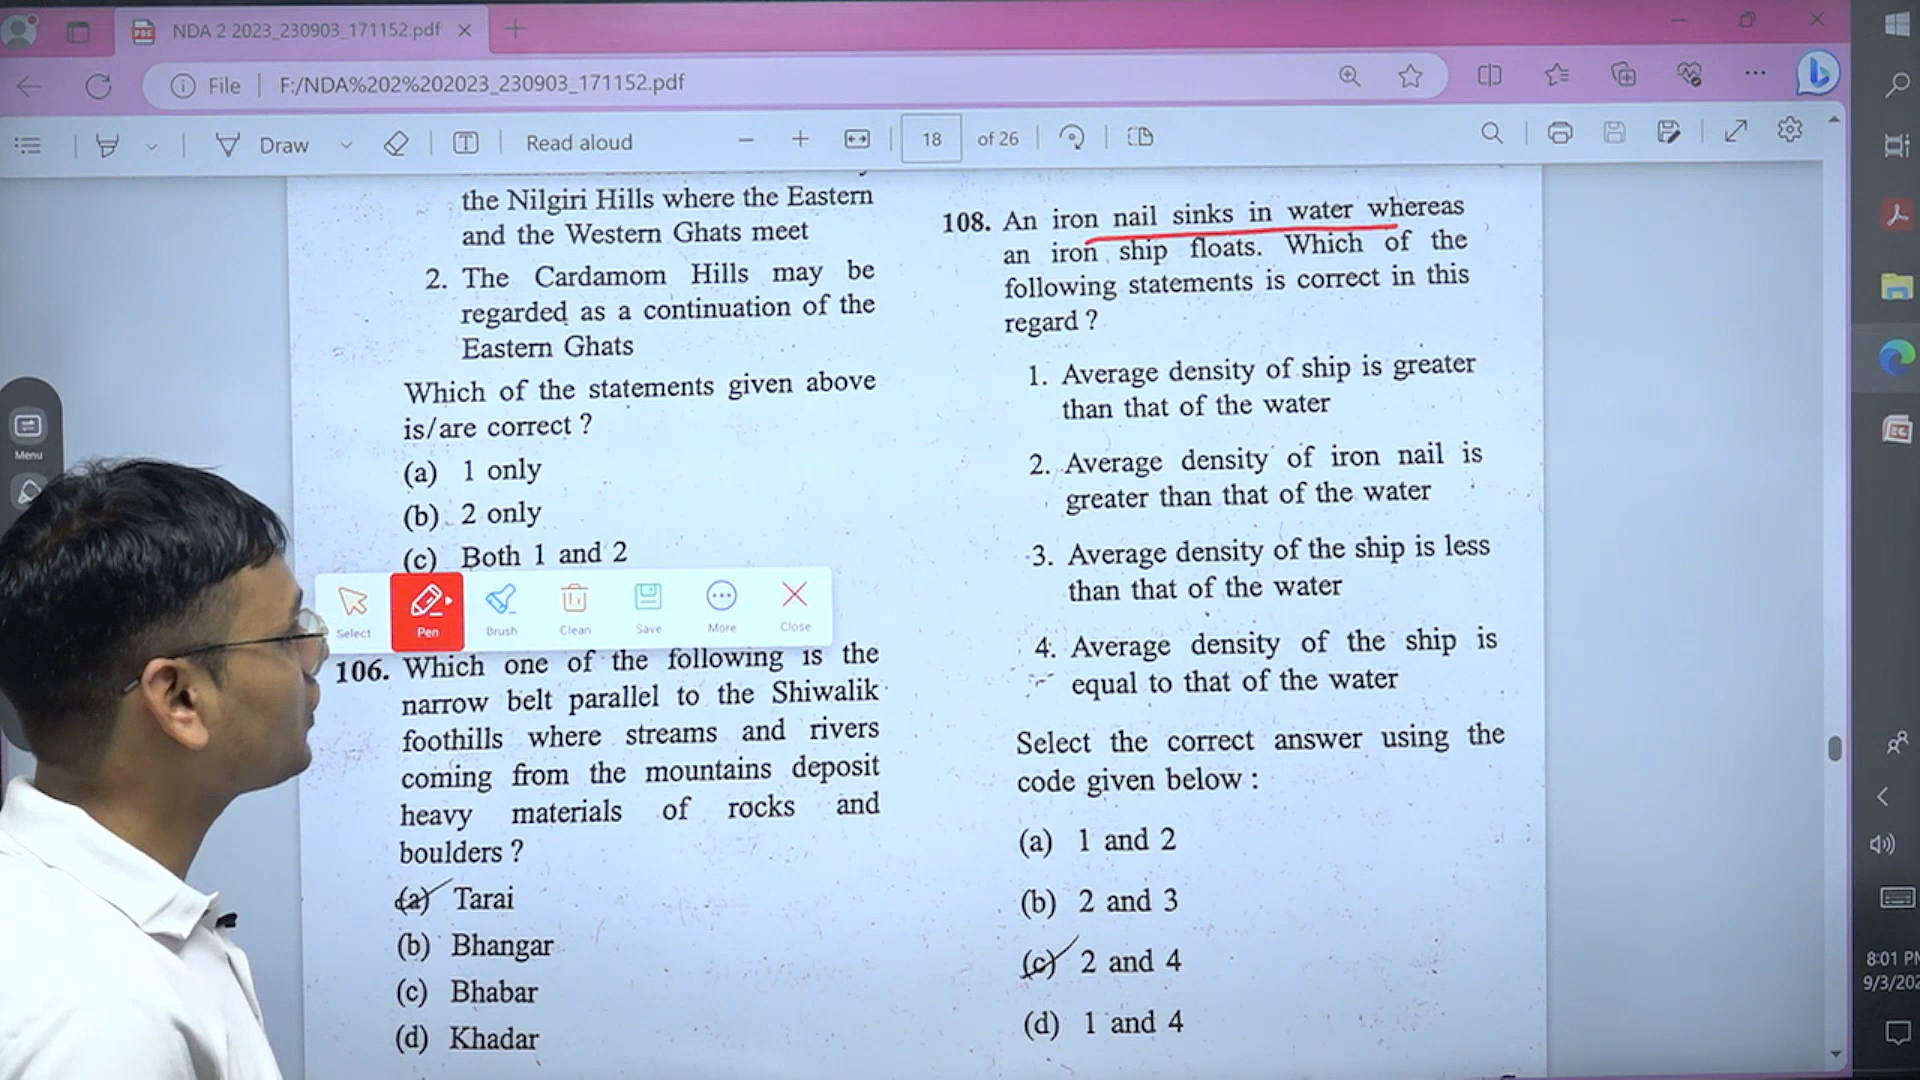 NDA 2 2023_230903_171152.pdf
File
F:/NDA%202%202023_230903_171152.pdf
Draw
Read aloud
18
of 26
the Nilgiri Hills where the Eastern
and the Western Ghats meet
2. The Cardamom Hills may be
regarded as a continuation of the
Eastern Ghats
Which of the statements given above
is/are correct ?
(a) 1 only
(b) 2 only
(c) Both 1 and 2
Menu
Select
Pen
Brush
Clean
Save
More
Close
106. Which one of the following is the
narrow belt parallel to the Shiwalik
foothills where streams and rivers
coming from the mountains deposit
heavy materials of rocks and
boulders ?
(a) Tarai
(b) Bhangar
(c) Bhabar
(d) Khadar
108. An iron nail sinks in water whereas
an iron ship floats. Which of the
following statements is correct in this
regard ?
1. Average density of ship is greater
than that of the water
2. Average density of iron nail is
greater than that of the water
3. Average density of the ship is less
than that of the water
4. Average density of the ship is
equal to that of the water
Select the correct answer using the
code given below :
(a) 1 and 2
(b) 2 and 3
(c) 2 and 4
(d) 1 and 4
8:01 PM
9/3/202